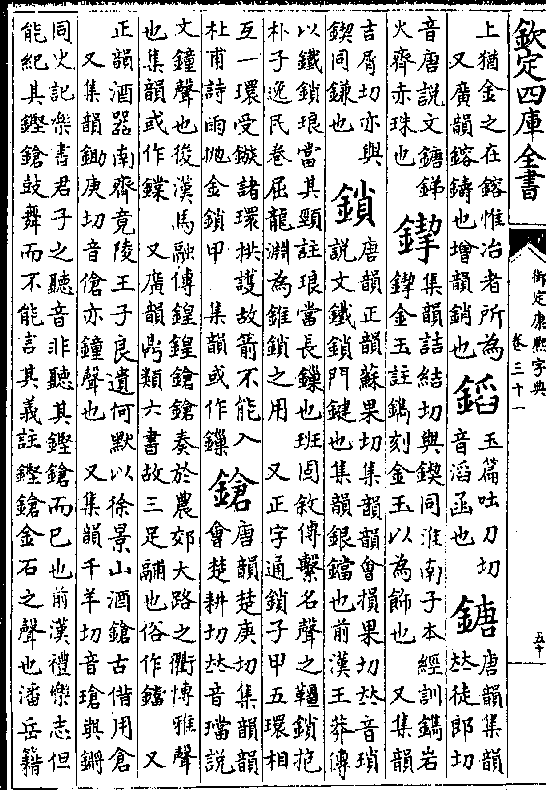 欽定四庫全書
御定康熙字典
卷三十一
五十
上猶金之在鎔惟冶者所為
又廣韻鎔鑄也增韻銷也
玉篇吐刀切
音滔函也
鎕
唐韻集韻
𠀤徒郎切
音唐說文鎕銻
火齊赤珠也
集韻詰結切與鍥同淮南子本經訓鐫岩
金玉註鐫刻金玉以為飾也 又集韻
吉屑切亦與
鍥同鎌也
鎖
唐韻正韻蘇果切集韻韻會損果切𠀤音瑣
說文鐵鎖門鍵也集韻銀鐺也前漢王莽傳
以鐵鎖琅當其頸註琅當長鏁也班固敘傳繫名聲之韁鎖抱
朴子逸民卷屈龍淵為錐鎖之用 又正字通鎖子甲五環相
互一環受鏃諸環拱護故箭不能入
杜甫詩雨抛金鎖甲 集韻或作鏁
鎗
唐韻楚庚切集韻韻
會楚耕切𠀤音璫說
文鐘聲也後漢馬融傳鍠鍠鎗鎗奏於農郊大路之衢博雅聲
也集韻或作鏿 又廣韻鼎類六書故三足鬴也俗作鐺 又
正韻酒器南齊竟陵王子良遺何默以徐景山酒鎗古借用倉
又集韻鋤庚切音傖亦鐘聲也 又集韻千羊切音瑲與鏘
同史記樂書君子之聽音非聽其鏗鎗而已也前漢禮樂志但
能紀其鏗鎗鼓舞而不能言其義註鏗鎗金石之聲也潘岳籍